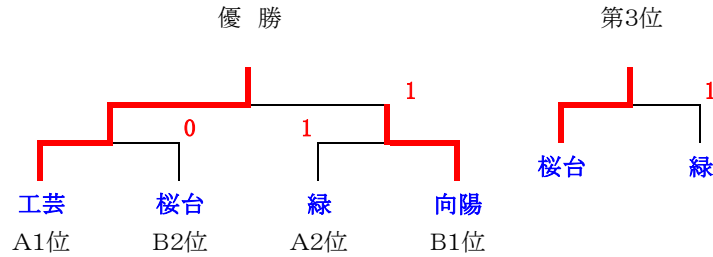 優 勝 第3位
1 1
0 1
桜台 緑
工芸 桜台 緑 向陽
A1位 B2位 A2位 B1位